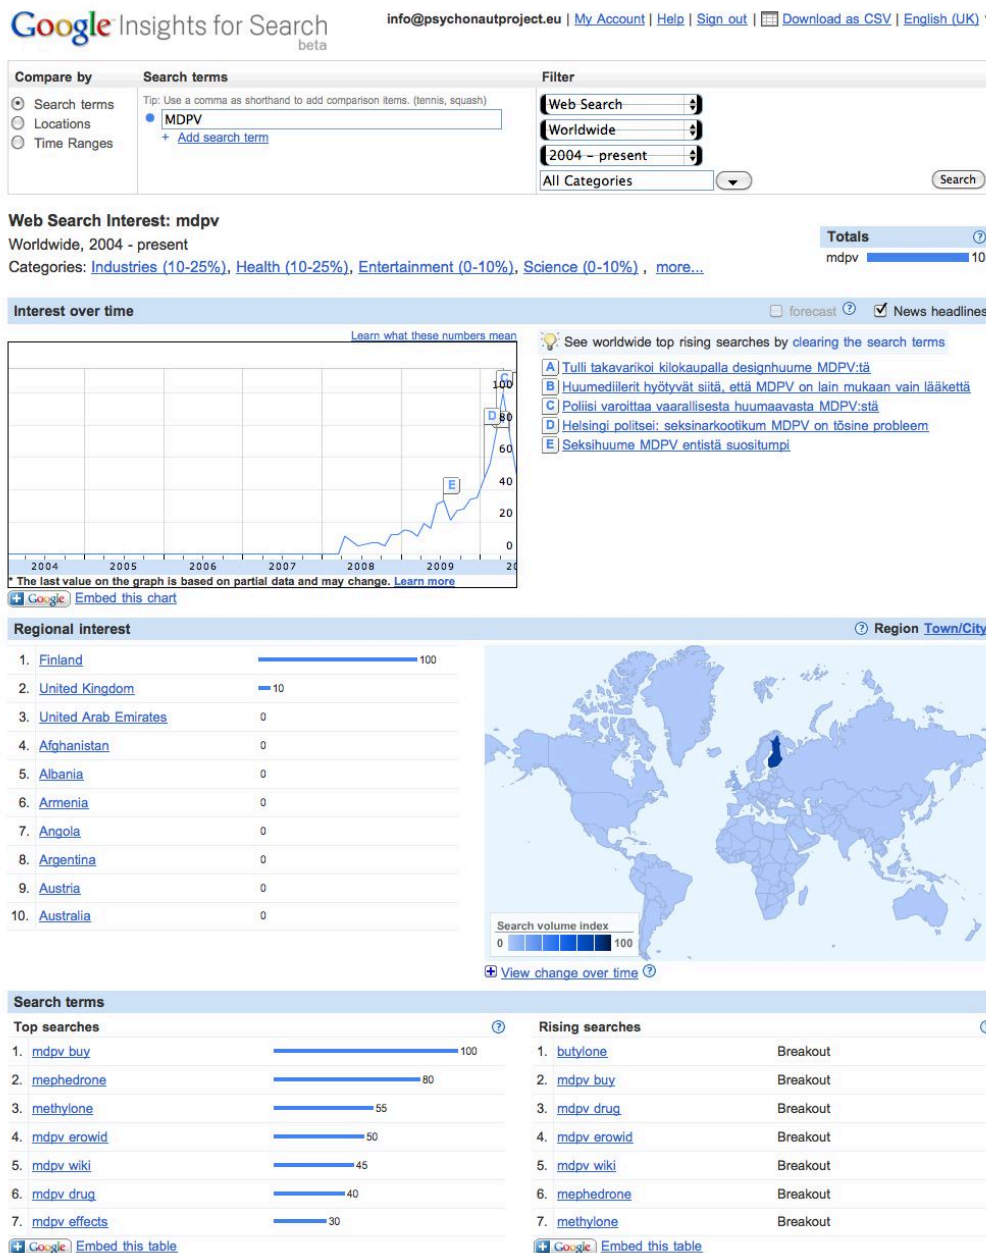 Google Insights for Search
beta
info@psychonautproject.eu | My Account | Help | Sign out | Download as CSV | English (UK)
Compare by
Search terms
Filter
Search terms
Locations
Time Ranges
Tip: Use a comma as shorthand to add comparison items. (tennis, squash)
MDPV
+ Add search term
Web Search
Worldwide
2004 - present
All Categories
Search
Web Search Interest: mdpv
Worldwide, 2004 - present
Categories: Industries (10-25%), Health (10-25%), Entertainment (0-10%), Science (0-10%) , more...
Totals
mdpv 10
Interest over time
forecast
News headlines
Learn what these numbers mean
C
D
E
100
80
60
40
20
0
2004 2005 2006 2007 2008 2009 20
* The last value on the graph is based on partial data and may change. Learn more
Google Embed this chart
See worldwide top rising searches by clearing the search terms
A Tulli takavarikoi kilokaupalla designhuume MDPV:tä
B Huumediilerit hyötyvät siitä, että MDPV on lain mukaan vain lääkettä
C Poliisi varoittaa vaarallisesta huumaavasta MDPV:stä
D Helsingi politsei: seksinarkootikum MDPV on tõsine probleem
E Seksihuume MDPV entistä suositumpi
Regional interest
Region Town/City
1. Finland 100
2. United Kingdom 10
3. United Arab Emirates 0
4. Afghanistan 0
5. Albania 0
6. Armenia 0
7. Angola 0
8. Argentina 0
9. Austria 0
10. Australia 0
Search volume index
0 100
View change over time
Search terms
Top searches
1. mdpv buy 100
2. mephedrone 80
3. methylone 55
4. mdpv erowid 50
5. mdpv wiki 45
6. mdpv drug 40
7. mdpv effects 30
Google Embed this table
Rising searches
1. butylone Breakout
2. mdpv buy Breakout
3. mdpv drug Breakout
4. mdpv erowid Breakout
5. mdpv wiki Breakout
6. mephedrone Breakout
7. methylone Breakout
Google Embed this table